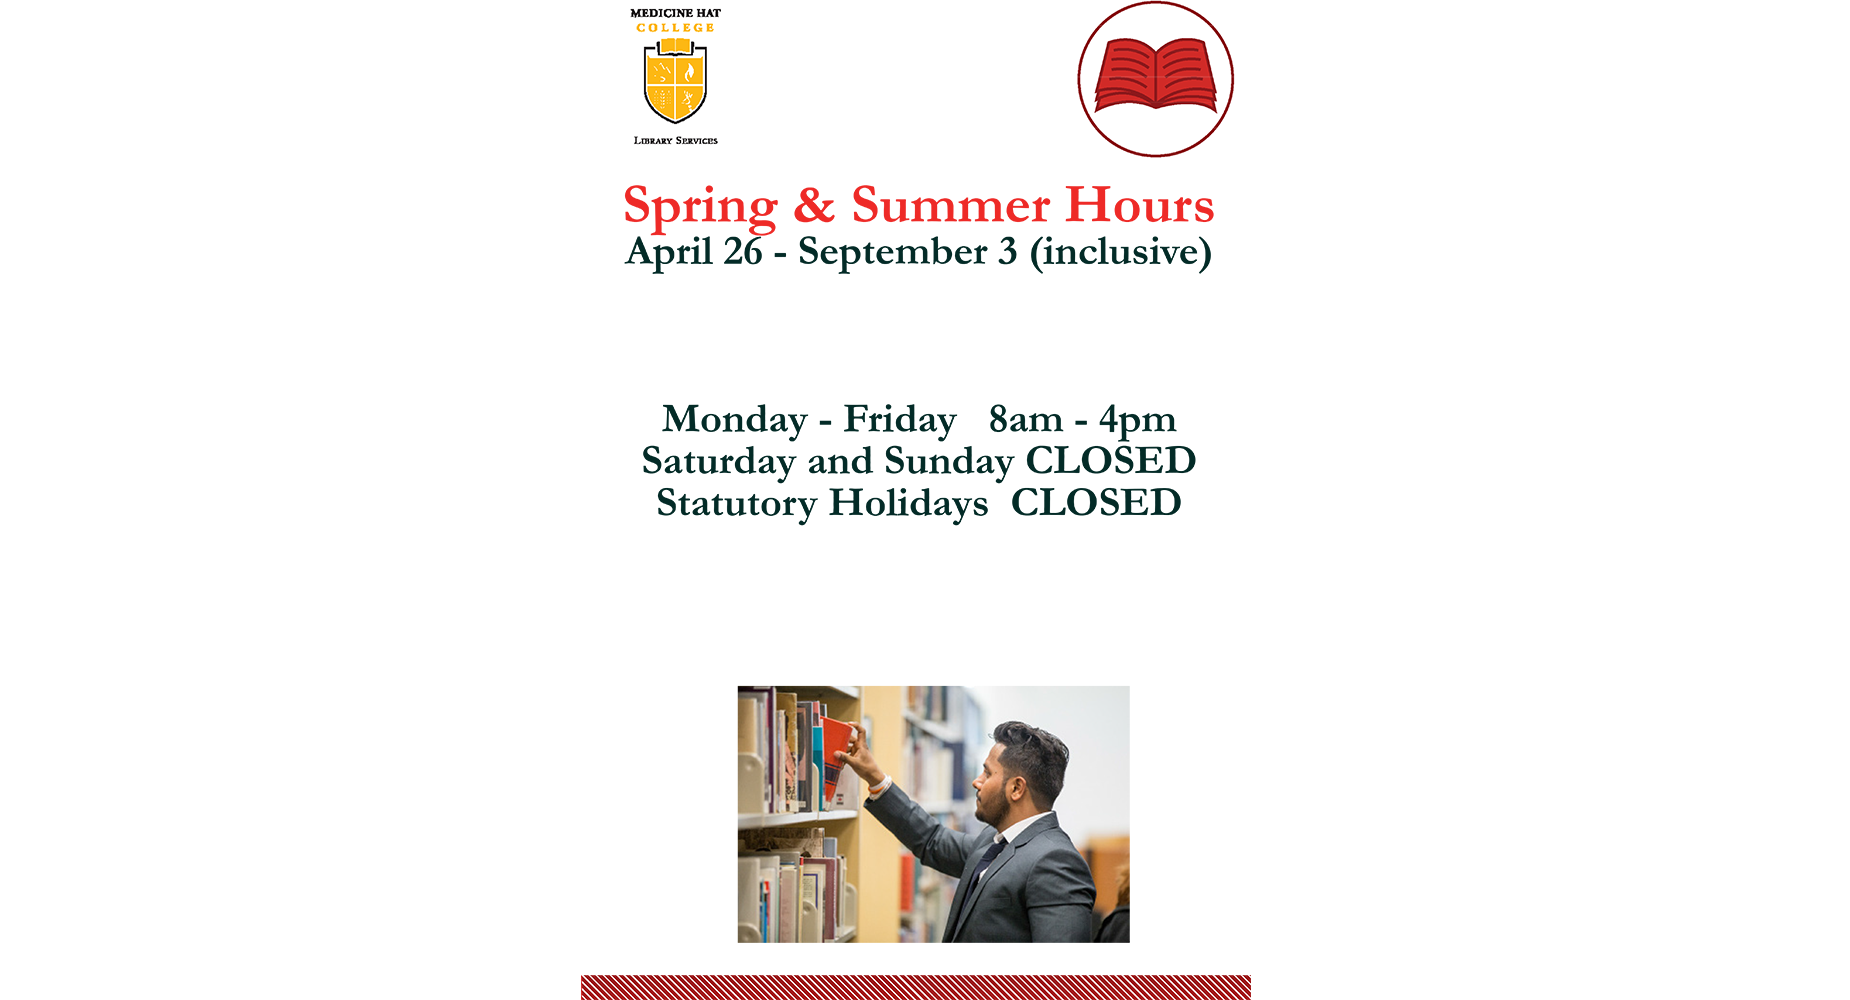 MEDICINE HAT
COLLEGE
LIBRARY SERVICES
Spring & Summer Hours
April 26 - September 3 (inclusive)
Monday - Friday   8am - 4pm
Saturday and Sunday CLOSED
Statutory Holidays  CLOSED